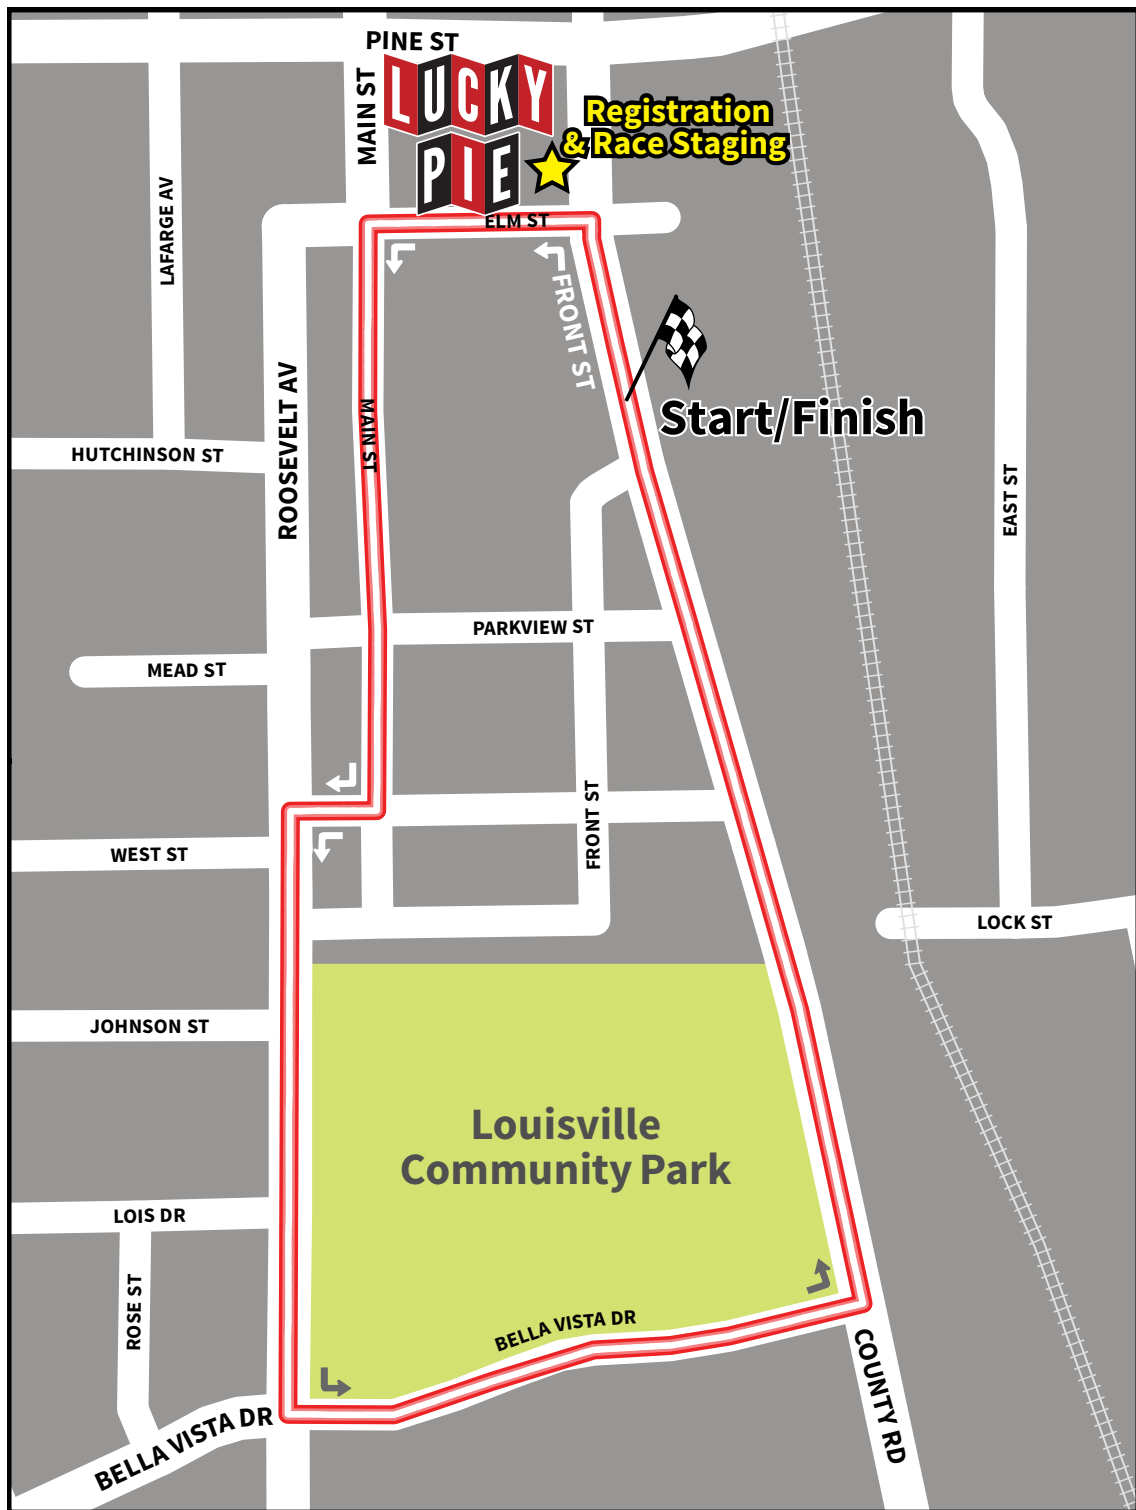 PINE ST
MAIN ST
LUCKY
PIE
Registration
& Race Staging
LAFARGE AV
ELM ST
FRONT ST
ROOSEVELT AV
MAIN ST
Start/Finish
HUTCHINSON ST
EAST ST
PARKVIEW ST
MEAD ST
FRONT ST
WEST ST
LOCK ST
JOHNSON ST
Louisville
Community Park
LOIS DR
ROSE ST
BELLA VISTA DR
COUNTY RD
BELLA VISTA DR